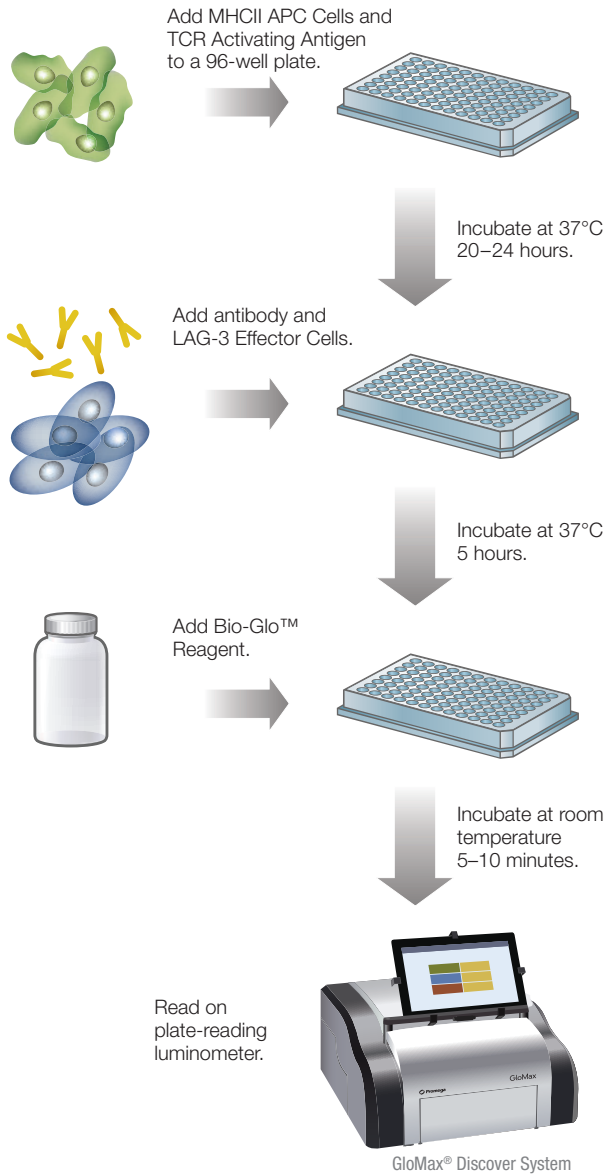 Add MHCII APC Cells and
TCR Activating Antigen
to a 96-well plate.
Incubate at 37°C
20–24 hours.
Add antibody and
LAG-3 Effector Cells.
Incubate at 37°C
5 hours.
Add Bio-Glo™
Reagent.
Incubate at room
temperature
5–10 minutes.
Read on
plate-reading
luminometer.
Promega
GloMax
GloMax® Discover System